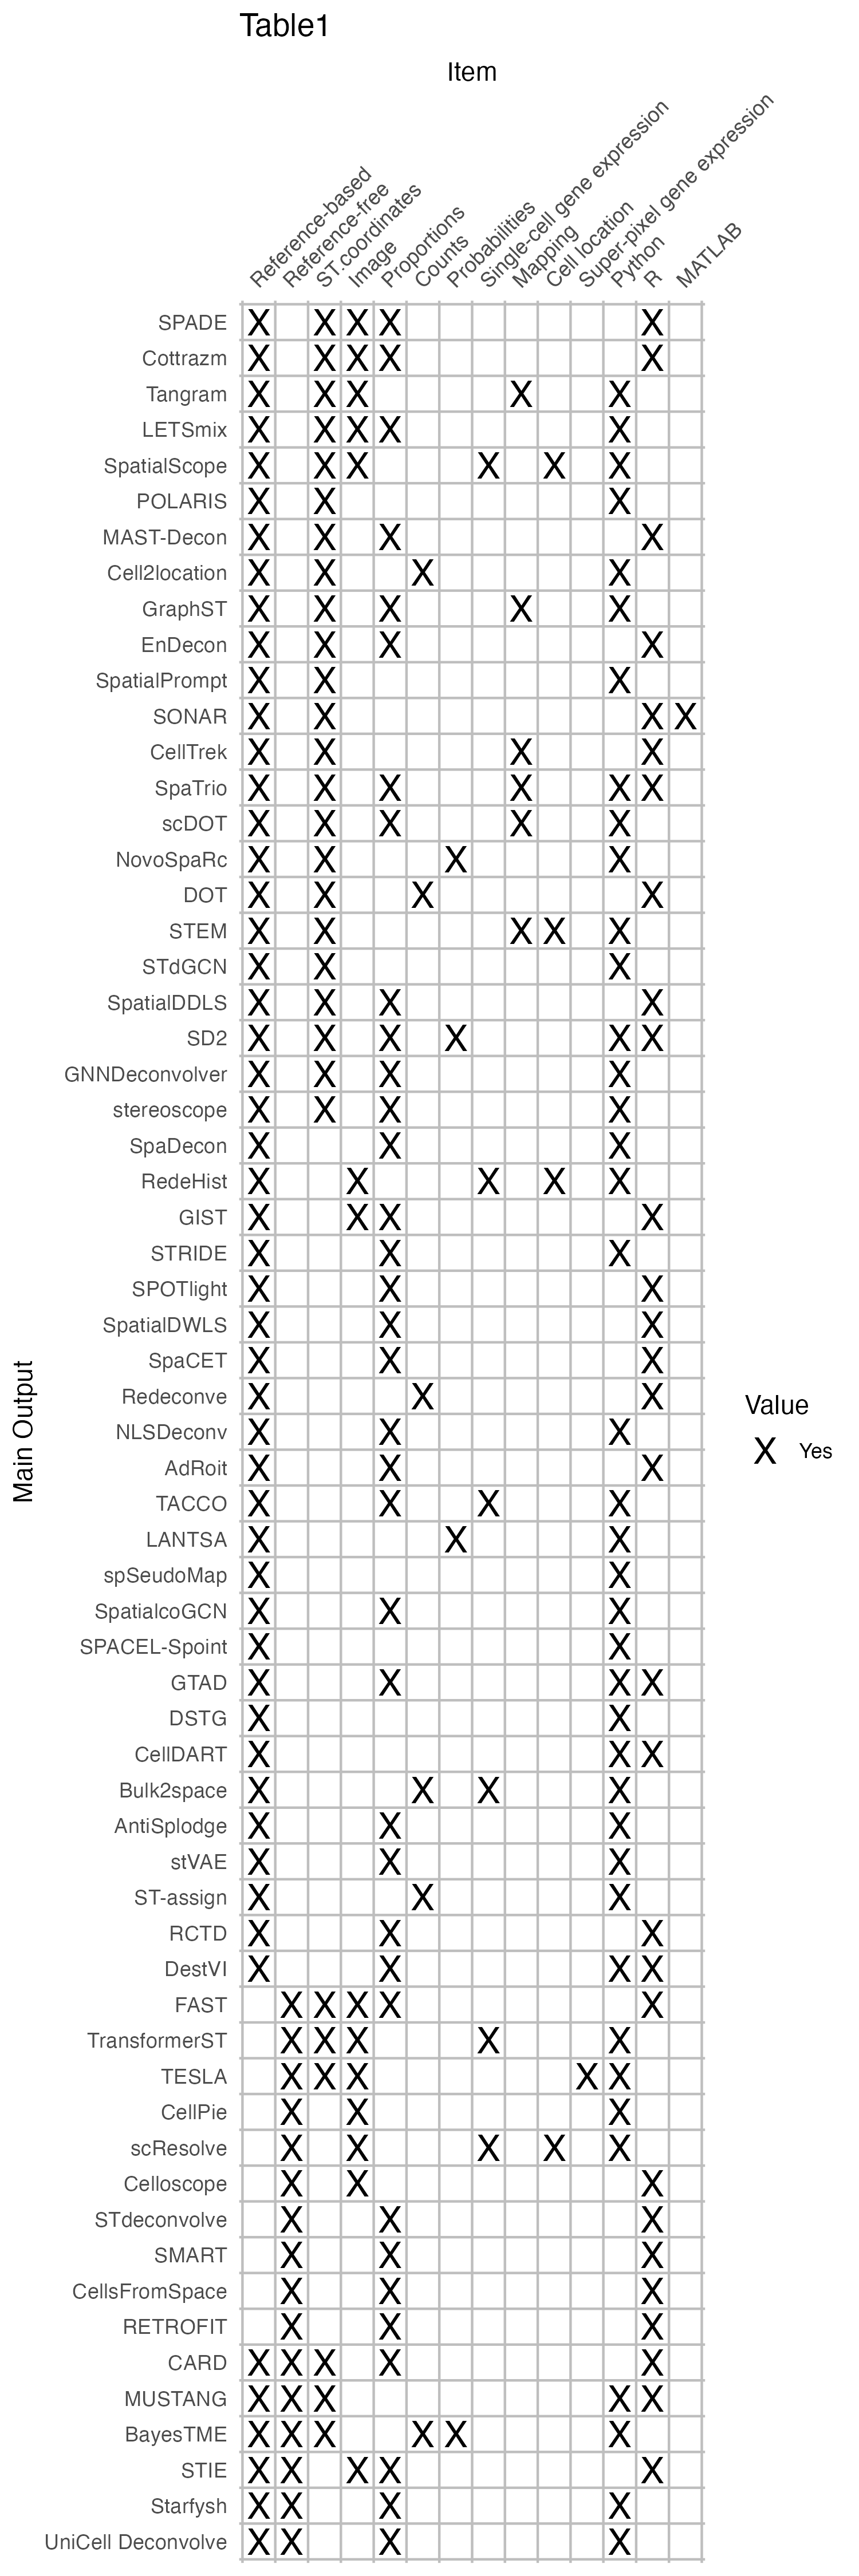 Table1
Item
Reference-based
Reference-free
ST.coordinates
Image
Proportions
Counts
Probabilities
Single-cell gene expression
Mapping
Cell location
Super-pixel gene expression
Python
R
MATLAB
SPADE X X X X X
Cottrazm X X X X X
Tangram X X X X X
LETSmix X X X X X
SpatialScope X X X X X X
POLARIS X X X
MAST-Decon X X X X
Cell2location X X X X
GraphST X X X X X
EnDecon X X X X
SpatialPrompt X X X
SONAR X X X X
CellTrek X X X X
SpaTrio X X X X X X
scDOT X X X X X
NovoSpaRc X X X X
DOT X X X X
STEM X X X X X
STdGCN X X X
SpatialDDLS X X X X
SD2 X X X X X X
GNNDeconvolver X X X X
stereoscope X X X X
SpaDecon X X X
RedeHist X X X X X
GIST X X X X
STRIDE X X X
SPOTlight X X X
SpatialDWLS X X X
SpaCET X X X
Redeconve X X X
NLSDeconv X X X
AdRoit X X X
TACCO X X X X
LANTSA X X X
spSeudoMap X X
SpatialcoGCN X X X
SPACEL-Spoint X X
GTAD X X X X
DSTG X X
CellDART X X X
Bulk2space X X X X
AntiSplodge X X X
stVAE X X X
ST-assign X X X
RCTD X X X
DestVI X X X X
FAST X X X X X
TransformerST X X X X X
TESLA X X X X X
CellPie X X X
scResolve X X X X X
Celloscope X X X
STdeconvolve X X X
SMART X X X
CellsFromSpace X X X
RETROFIT X X X
CARD X X X X X
MUSTANG X X X X X
BayesTME X X X X X X
STIE X X X X X
Starfysh X X X X
UniCell Deconvolve X X X X
Main Output
Value
X Yes